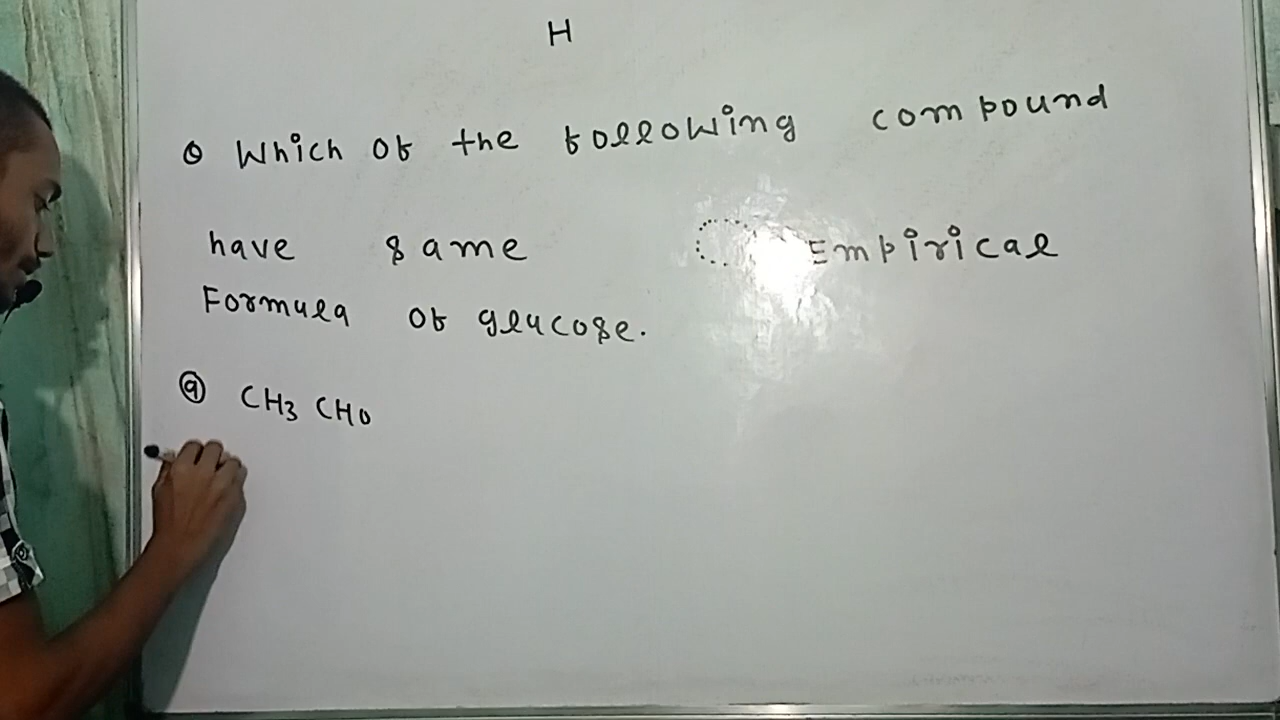 H
Q Which of the following compound
have same Empirical
Formula of glucose.
(a) CH3 CHO